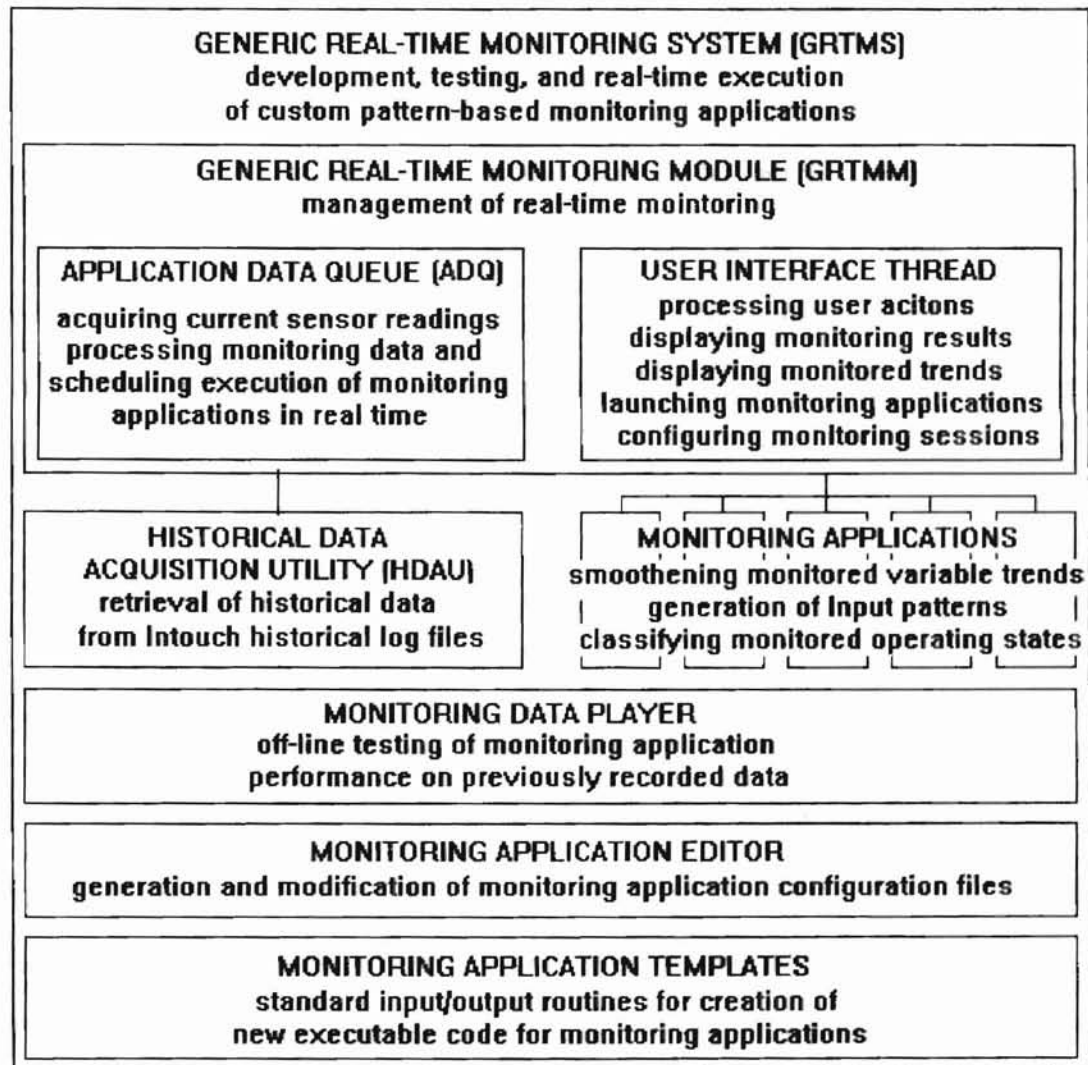 GENERIC REAL-TIME MONITORING SYSTEM (GRTMS)
development, testing, and real-time execution
of custom pattern-based monitoring applications
GENERIC REAL-TIME MONITORING MODULE (GRTMM)
management of real-time mointoring
APPLICATION DATA QUEUE (ADQ)
acquiring current sensor readings
processing monitoring data and
scheduling execution of monitoring
applications in real time
USER INTERFACE THREAD
processing user acitons
displaying monitoring results
displaying monitored trends
launching monitoring applications
configuring monitoring sessions
HISTORICAL DATA
ACQUISITION UTILITY (HDAU)
retrieval of historical data
from Intouch historical log files
MONITORING APPLICATIONS
smoothening monitored variable trends
generation of Input patterns
classifying monitored operating states
MONITORING DATA PLAYER
off-line testing of monitoring application
performance on previously recorded data
MONITORING APPLICATION EDITOR
generation and modification of monitoring application configuration files
MONITORING APPLICATION TEMPLATES
standard input/output routines for creation of
new executable code for monitoring applications